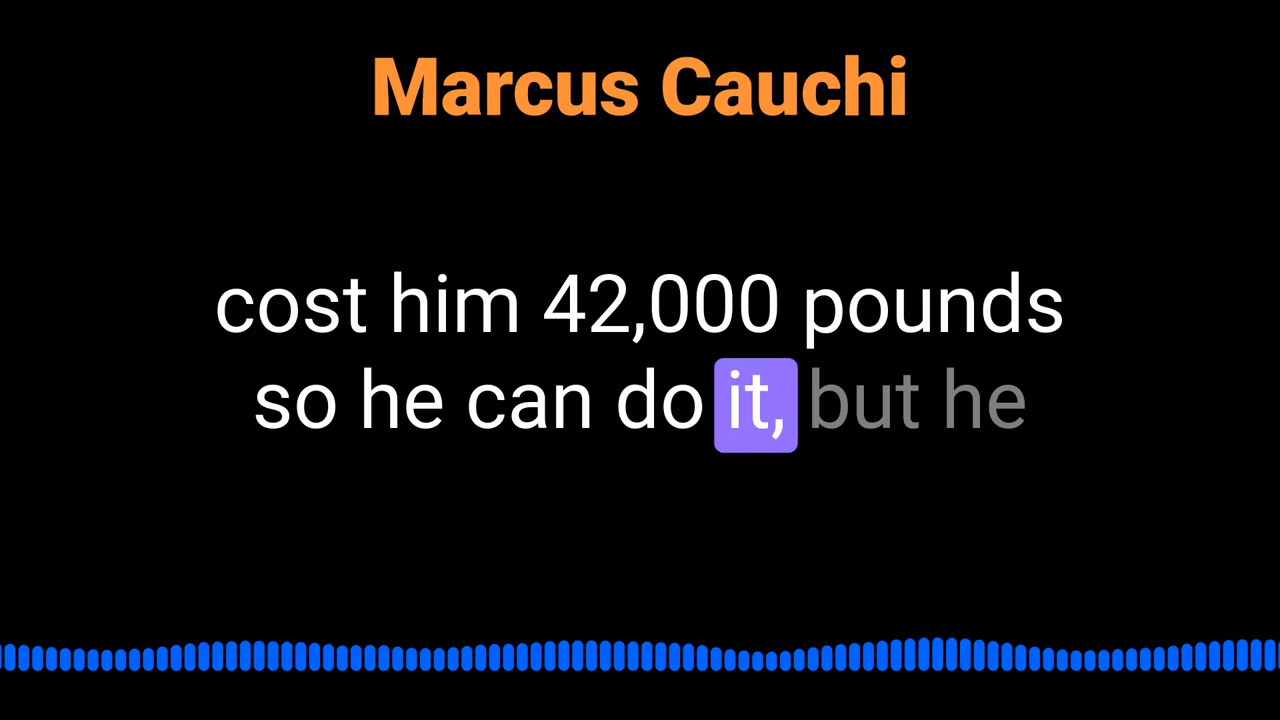 Marcus Cauchi
cost him 42,000 pounds
so he can do it, but he